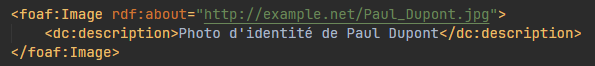 <foaf:Image rdf:about="http://example.net/Paul_Dupont.jpg">
    <dc:description>Photo d'identité de Paul Dupont</dc:description>
</foaf:Image>